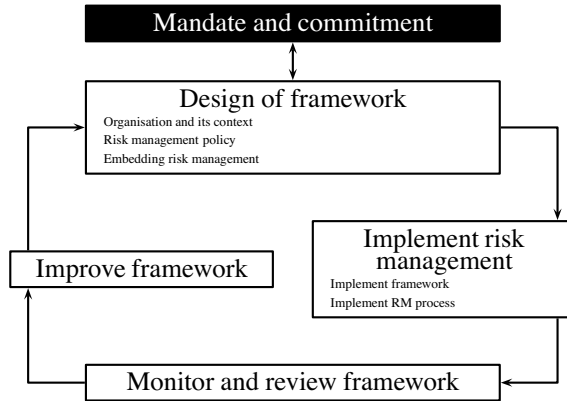 Mandate and commitment
Design of framework
Organisation and its context
Risk management policy
Embedding risk management
Implement risk
management
Implement framework
Implement RM process
Improve framework
Monitor and review framework